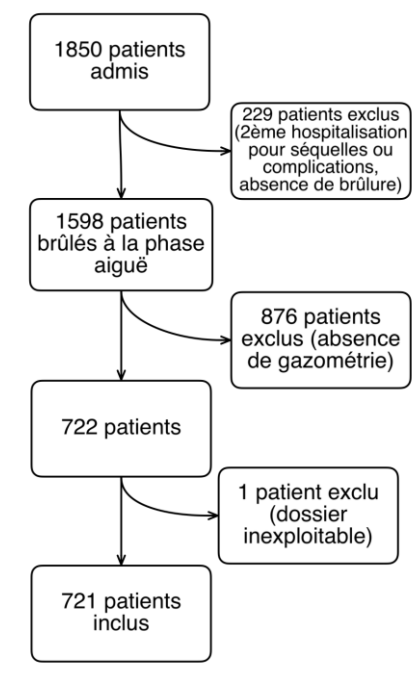 1850 patients
admis
229 patients exclus
(2ème hospitalisation
pour séquelles ou
complications,
absence de brûlure)
1598 patients
brûlés à la phase
aiguë
876 patients
exclus (absence
de gazométrie)
722 patients
1 patient exclu
(dossier
inexploitable)
721 patients
inclus